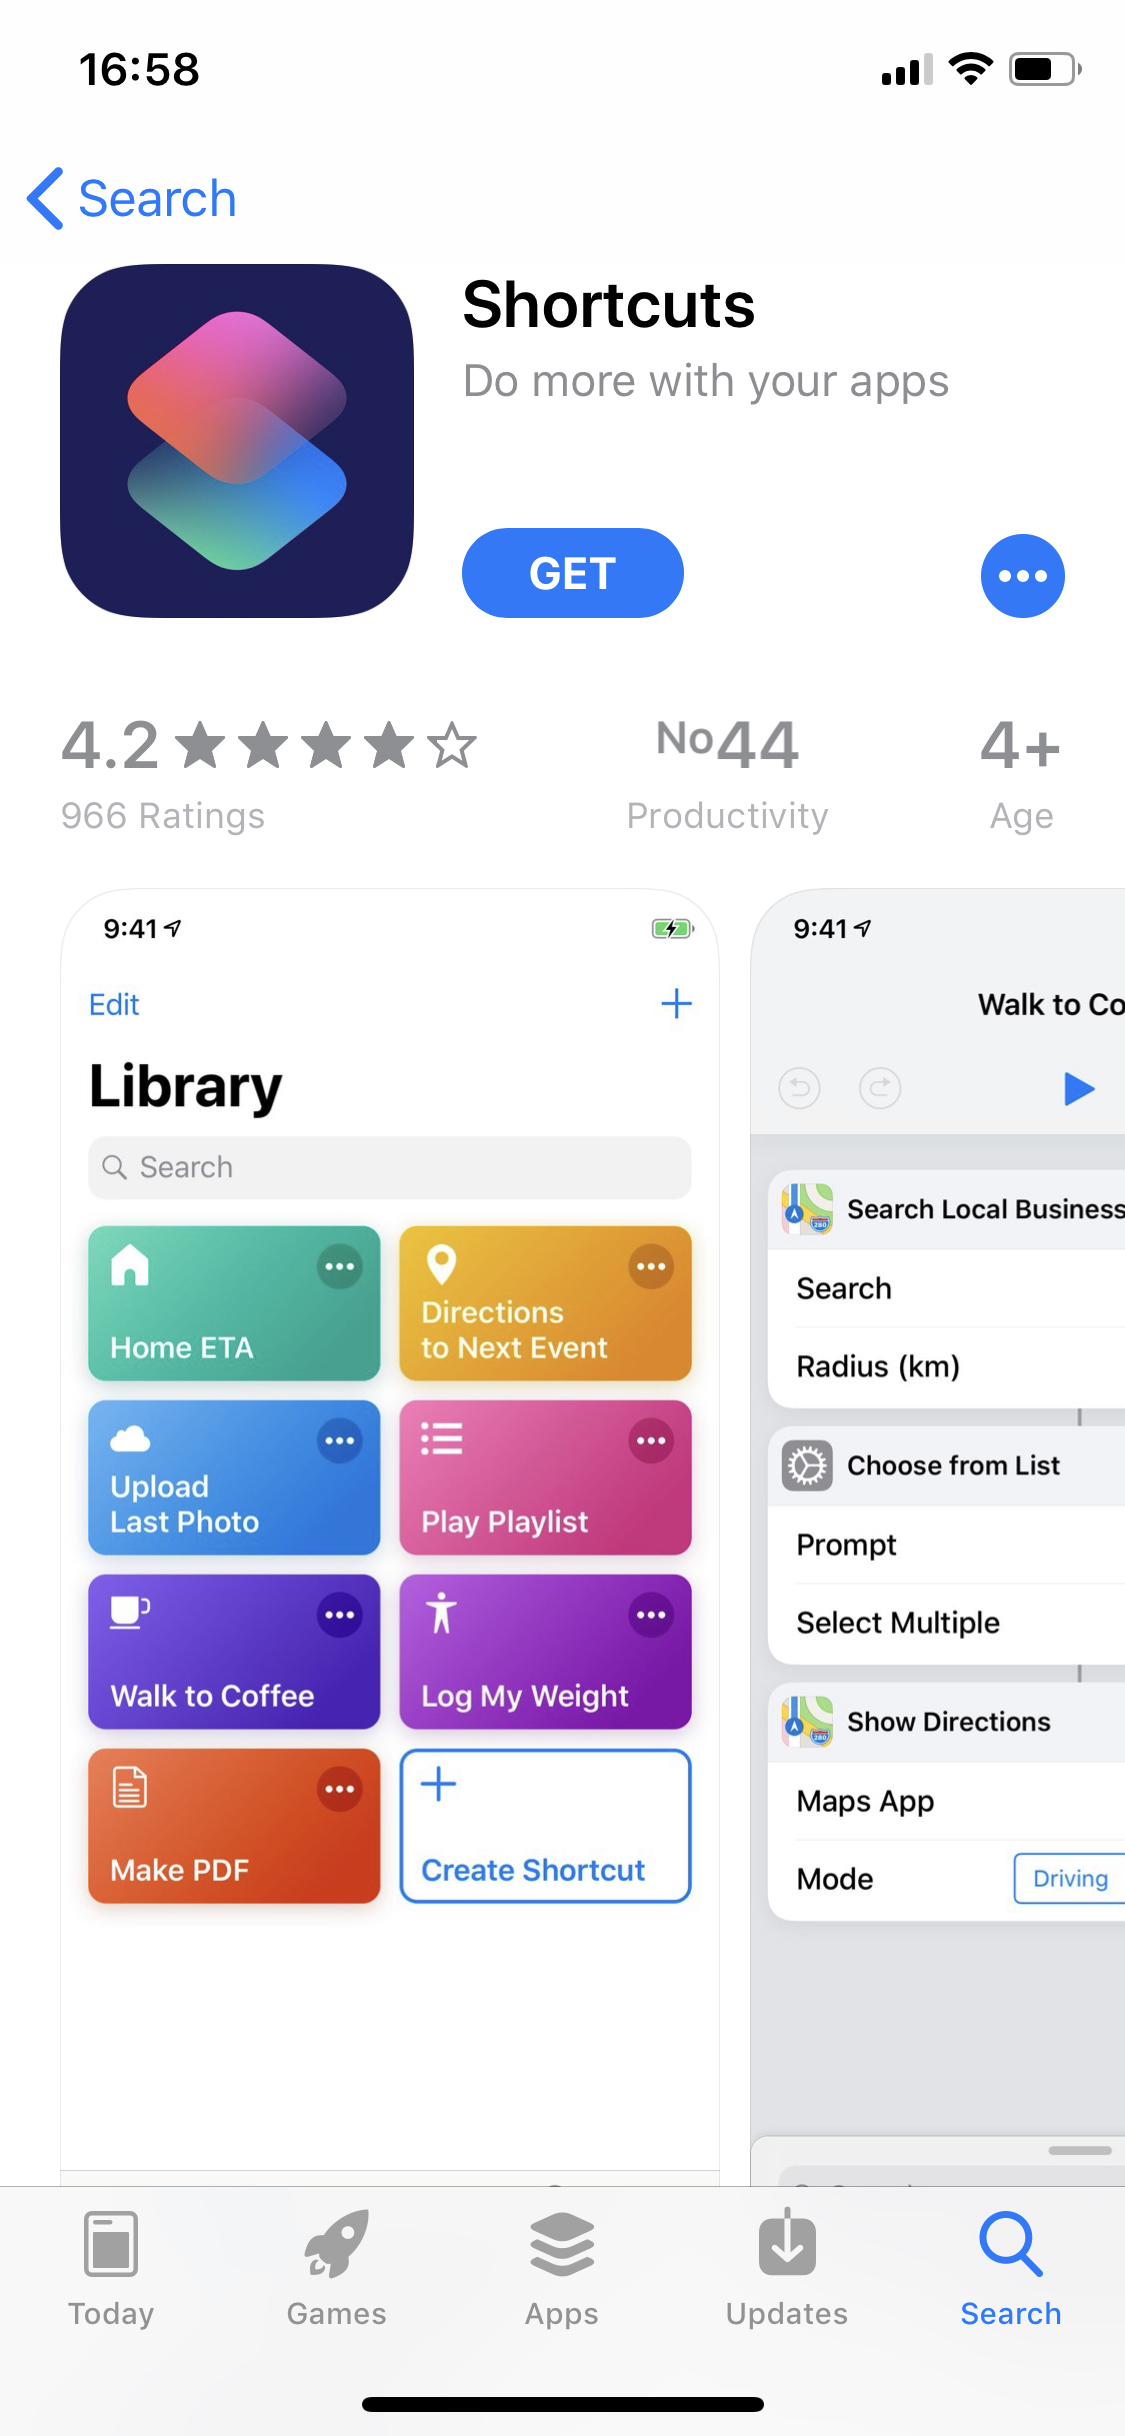 16:58
Search
Shortcuts
Do more with your apps
GET
4.2
No44
4+
966 Ratings
Productivity
Age
9:41
Edit
Library
Search
Home ETA
Directions
to Next Event
Upload
Last Photo
Play Playlist
Walk to Coffee
Log My Weight
Make PDF
Create Shortcut
9:41
Walk to Co
Search Local Business
Search
Radius (km)
Choose from List
Prompt
Select Multiple
Show Directions
Maps App
Mode
Driving
Today
Games
Apps
Updates
Search